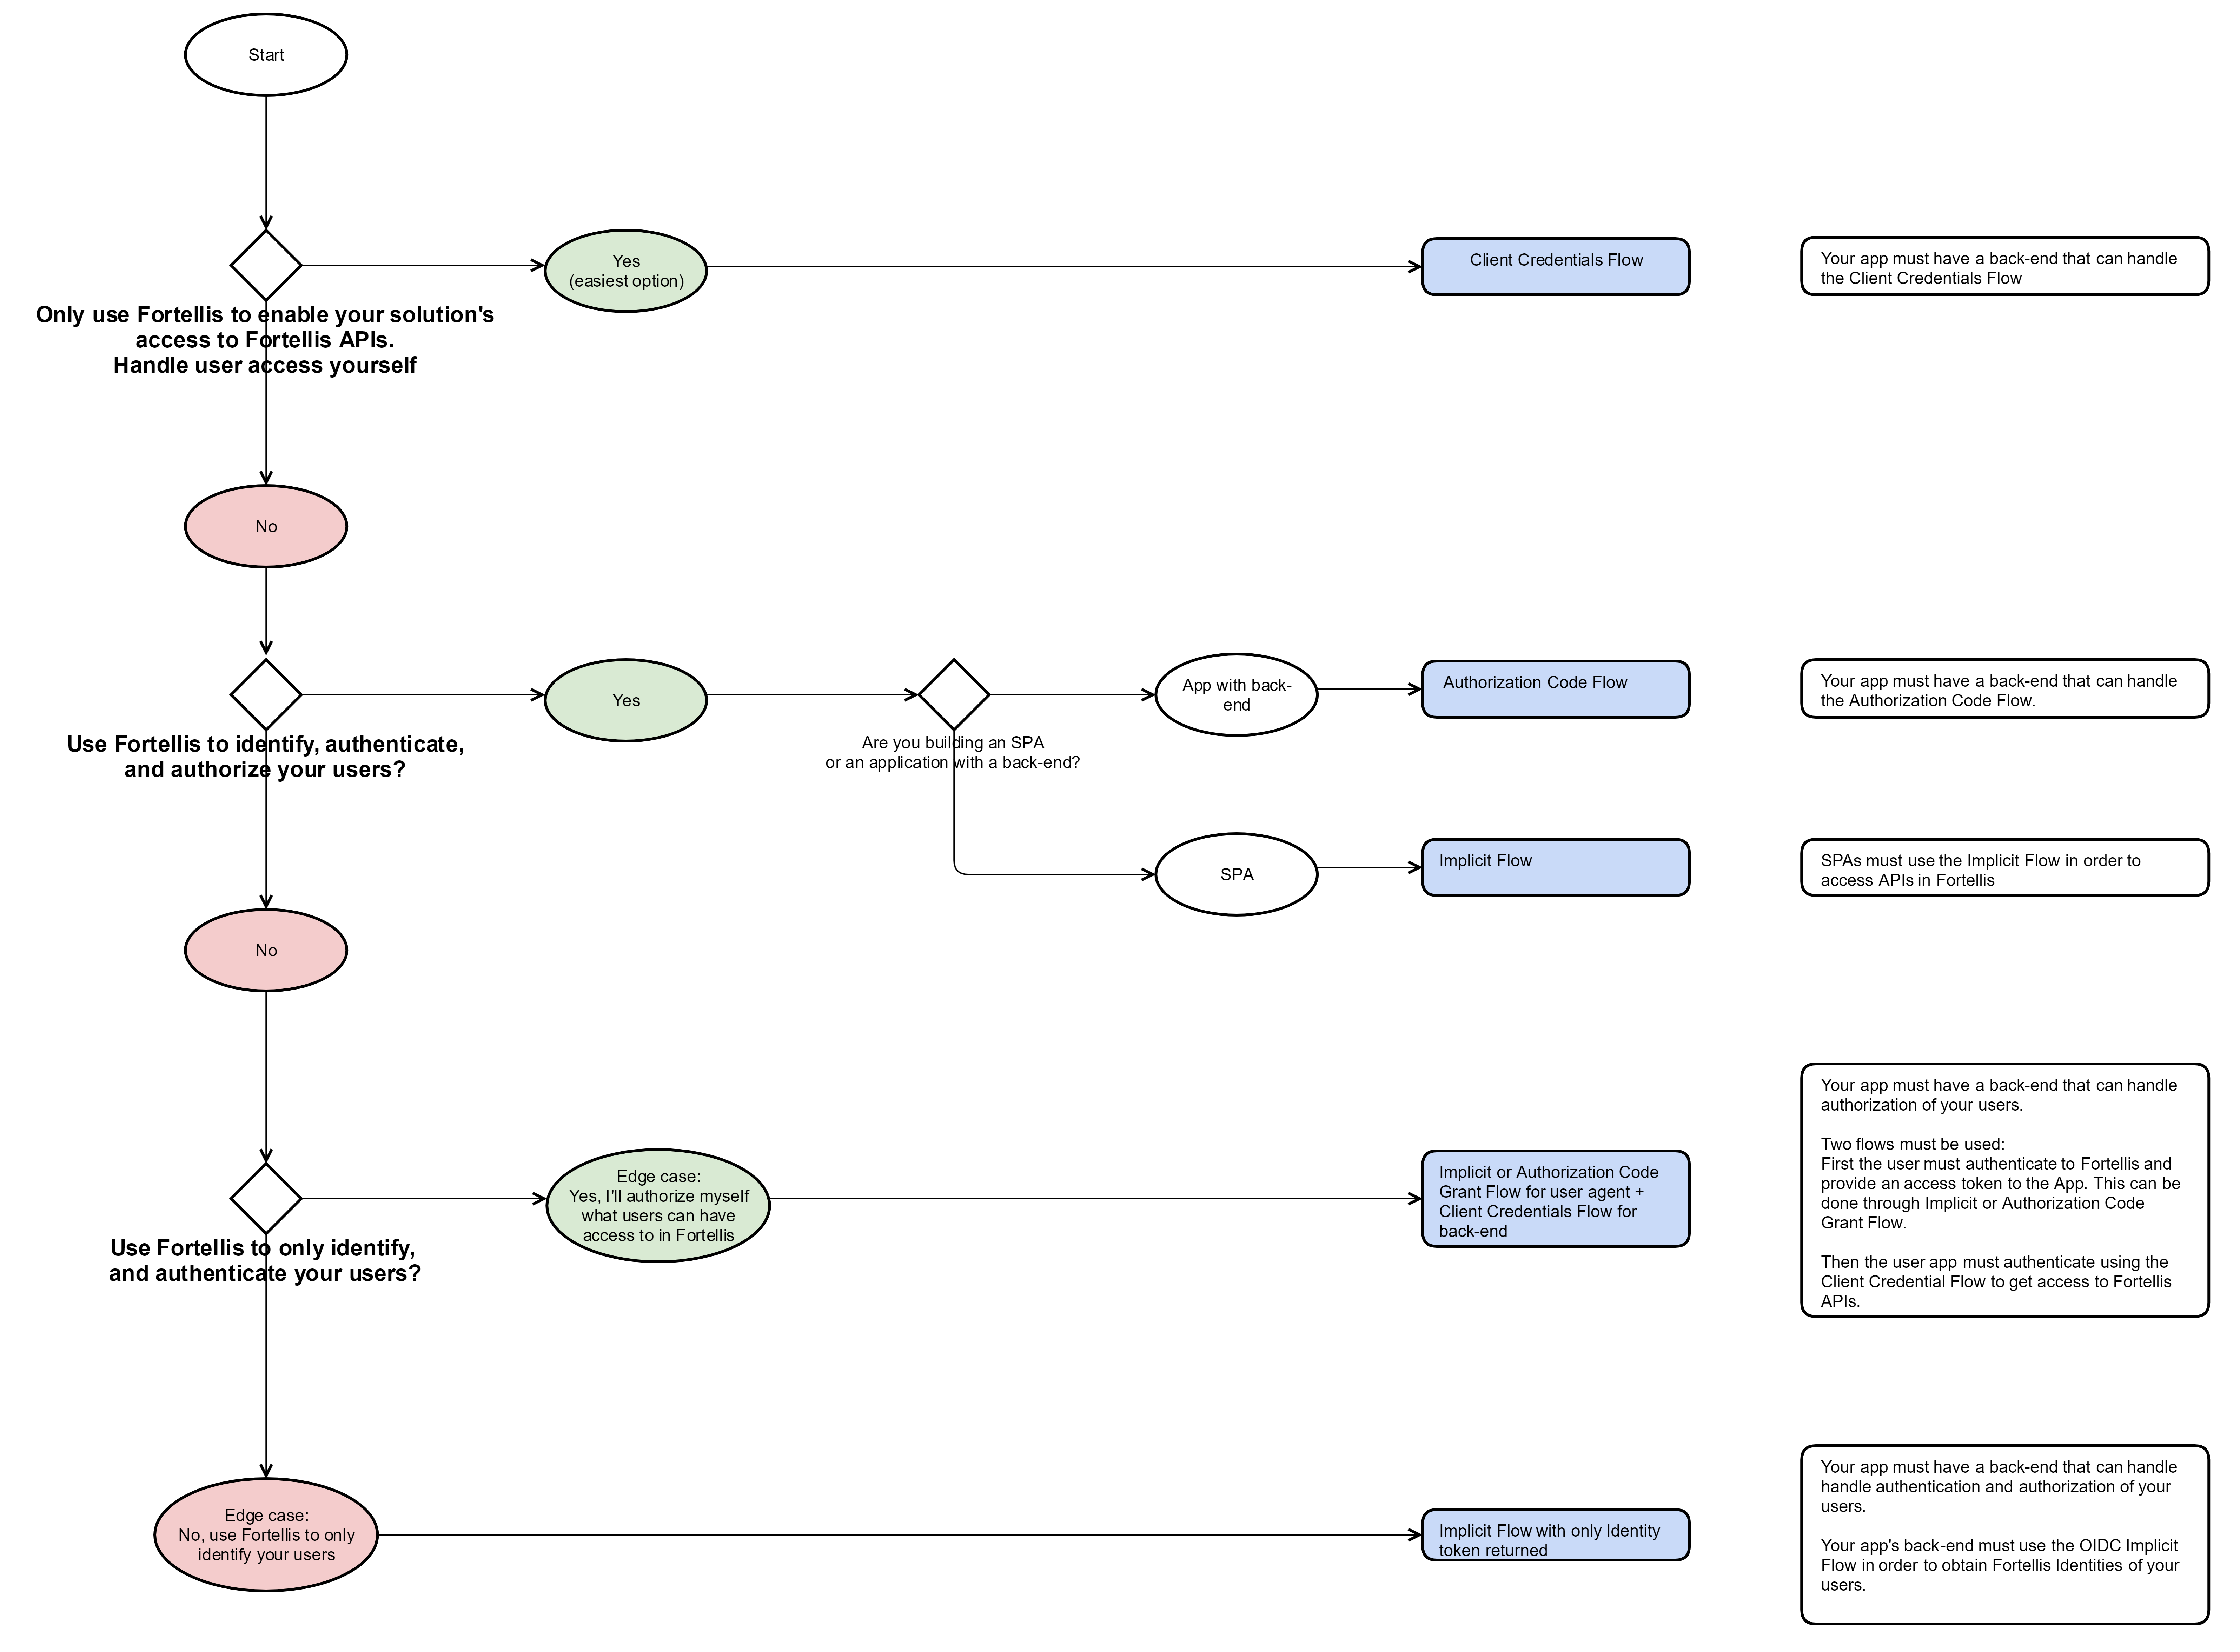 Start
Yes
(easiest option)
Client Credentials Flow
Your app must have a back-end that can handle
the Client Credentials Flow
Only use Fortellis to enable your solution's
access to Fortellis APIs.
Handle user access yourself
No
Yes
App with back-
end
Authorization Code Flow
Your app must have a back-end that can handle
the Authorization Code Flow.
Use Fortellis to identify, authenticate,
and authorize your users?
Are you building an SPA
or an application with a back-end?
SPA
Implicit Flow
SPAs must use the Implicit Flow in order to
access APIs in Fortellis
No
Edge case:
Yes, I'll authorize myself
what users can have
access to in Fortellis
Implicit or Authorization Code
Grant Flow for user agent +
Client Credentials Flow for
back-end
Your app must have a back-end that can handle
authorization of your users.
Two flows must be used:
First the user must authenticate to Fortellis and
provide an access token to the App. This can be
done through Implicit or Authorization Code
Grant Flow.
Then the user app must authenticate using the
Client Credential Flow to get access to Fortellis
APIs.
Use Fortellis to only identify,
and authenticate your users?
Edge case:
No, use Fortellis to only
identify your users
Implicit Flow with only Identity
token returned
Your app must have a back-end that can handle
handle authentication and authorization of your
users.
Your app's back-end must use the OIDC Implicit
Flow in order to obtain Fortellis Identities of your
users.